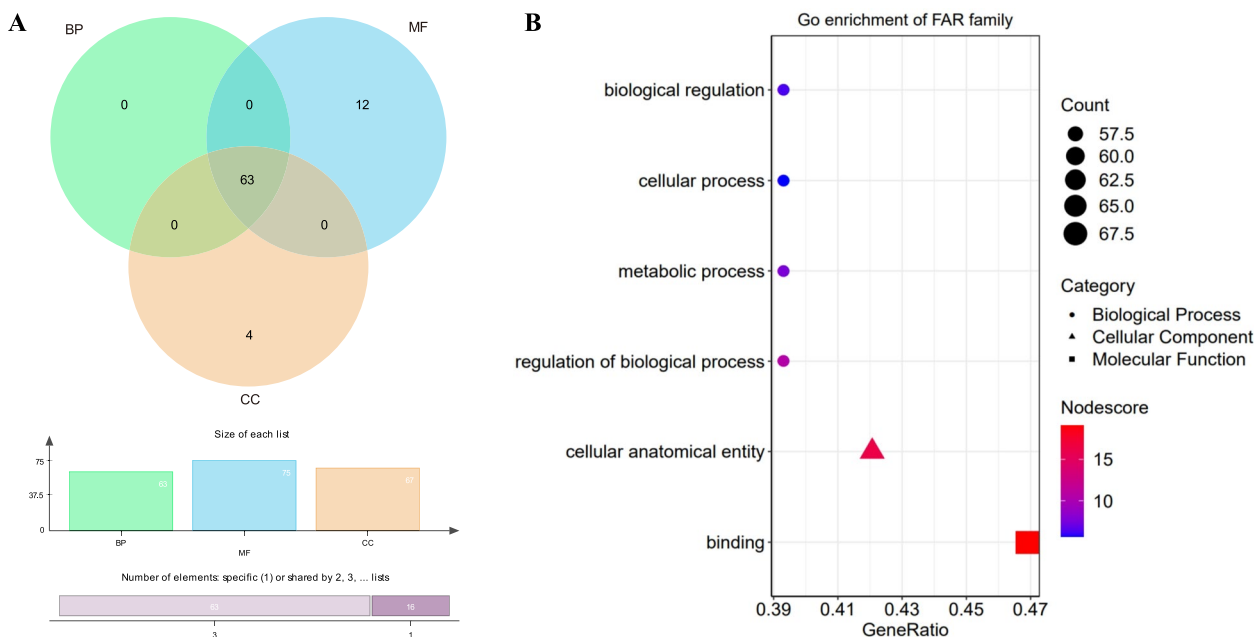 A
BP
MF
0
0
12
63
0
0
4
CC
Size of each list
75
37.5
0
63
75
67
BP
MF
CC
Number of elements: specific (1) or shared by 2, 3, ... lists
63
16
3
1
B
Go enrichment of FAR family
biological regulation
cellular process
metabolic process
regulation of biological process
cellular anatomical entity
binding
0.39
0.41
0.43
0.45
0.47
GeneRatio
Count
57.5
60.0
62.5
65.0
67.5
Category
Biological Process
Cellular Component
Molecular Function
Nodescore
15
10